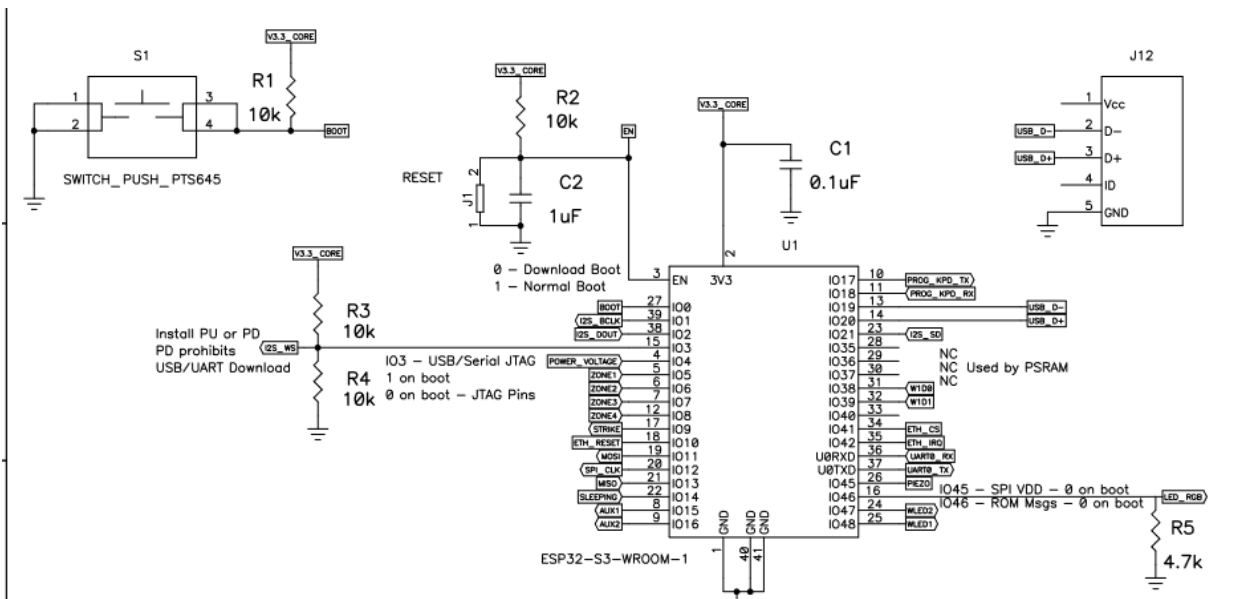 V3.3_CORE
S1
R1
10k
1
2
3
4
BOOT
SWITCH_PUSH_PTS645
V3.3_CORE
R2
10k
EN
RESET
2
J1
1
C2
1uF
V3.3_CORE
C1
0.1uF
2
J12
1 Vcc
USB_D- 2 D-
USB_D+ 3 D+
4 ID
5 GND
U1
0 - Download Boot
1 - Normal Boot
V3.3_CORE
R3
10k
Install PU or PD
PD prohibits
USB/UART Download
I2S_WS
R4
10k
IO3 - USB/Serial JTAG
1 on boot
0 on boot - JTAG Pins
3 EN
3V3
BOOT 27 IO0
I2S_BCLK 39 IO1
I2S_DOUT 38 IO2
15 IO3
POWER_VOLTAGE 4 IO4
ZONE1 5 IO5
ZONE2 6 IO6
ZONE3 7 IO7
ZONE4 12 IO8
STRIKE 17 IO9
ETH_RESET 18 IO10
MOSI 19 IO11
SPI_CLK 20 IO12
MISO 21 IO13
SLEEPING 22 IO14
AUX1 8 IO15
AUX2 9 IO16
IO17 10 PROG_KPD_TX
IO18 11 PROG_KPD_RX
IO19 13 USB_D-
IO20 14 USB_D+
IO21 23 I2S_SD
IO35 28
IO36 29 NC
IO37 30 NC Used by PSRAM
NC
IO38 31 W1D0
IO39 32 W1D1
IO40 33
IO41 34 ETH_CS
IO42 35 ETH_IRQ
U0RXD 36 UART0_RX
U0TXD 37 UART0_TX
IO45 26 PIEZO
IO46 16
IO45 - SPI VDD - 0 on boot
IO46 - ROM Msgs - 0 on boot
LED_RGB
IO47 24 WLED2
IO48 25 WLED1
R5
4.7k
GND
GND
GND
1
40
41
ESP32-S3-WROOM-1